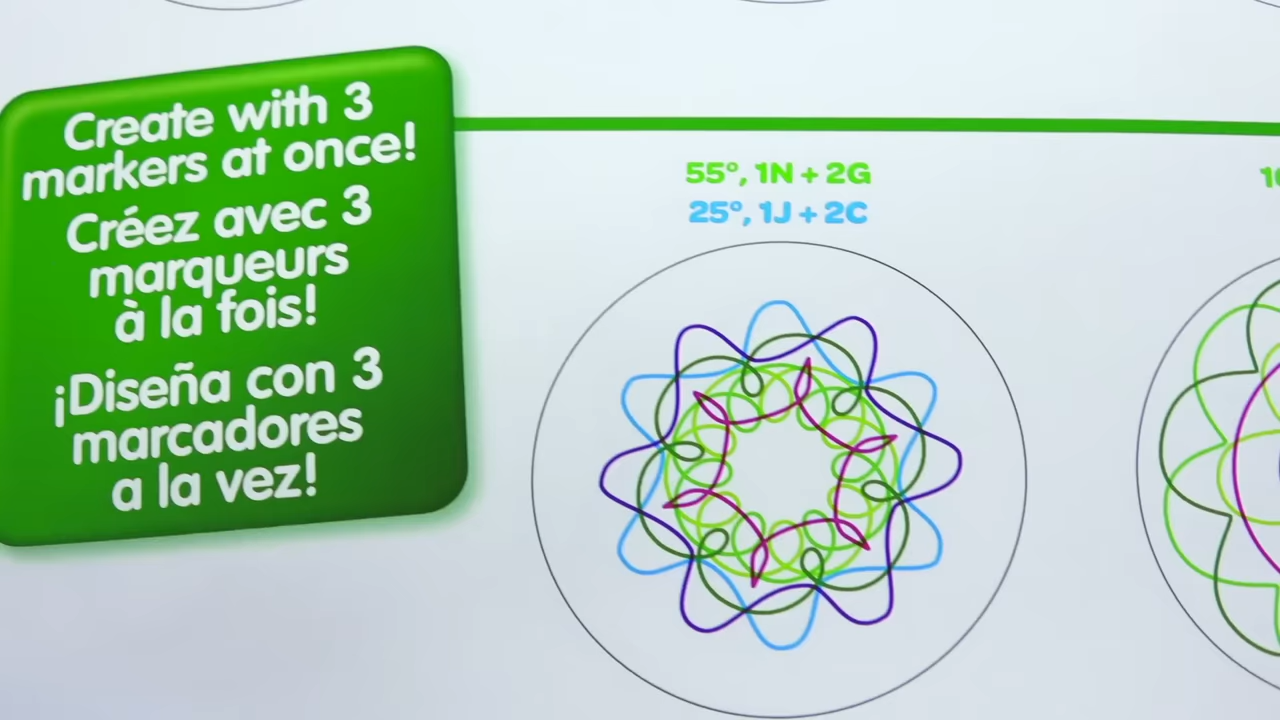 Create with 3
markers at once!
Créez avec 3
marqueurs
à la fois!
¡Diseña con 3
marcadores
a la vez!
55°, 1N + 2G
25°, 1J + 2C